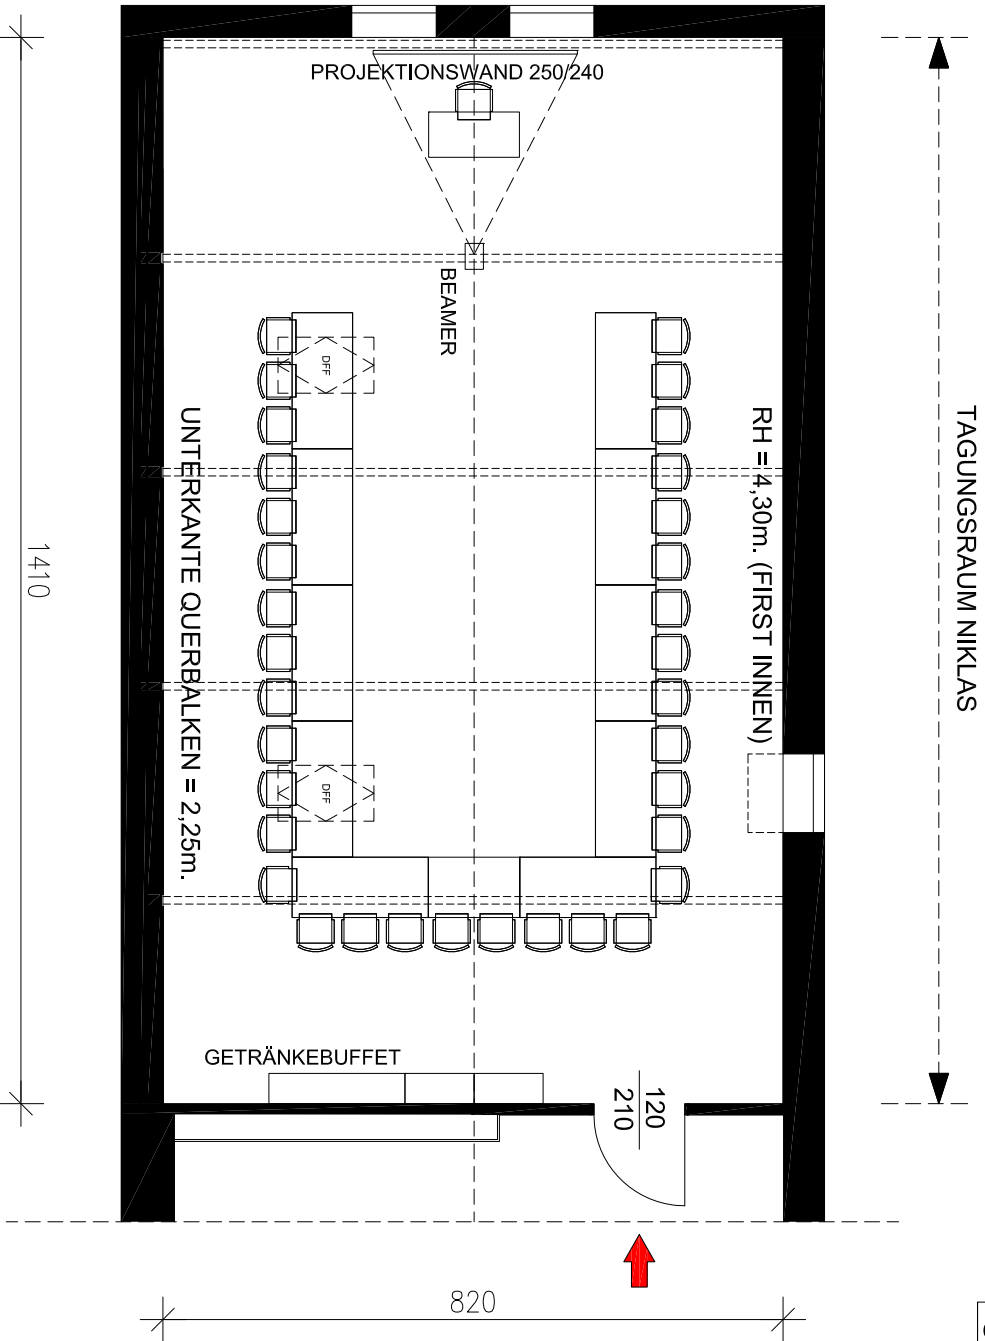 PROJEKTIONSWAND 250/240
BEAMER
DFF
TAGUNGSRAUM NIKLAS
RH = 4,30m. (FIRST INNEN)
UNTERKANTE QUERBALKEN = 2,25m.
1410
DFF
GETRÄNKEBUFFET
120
210
820